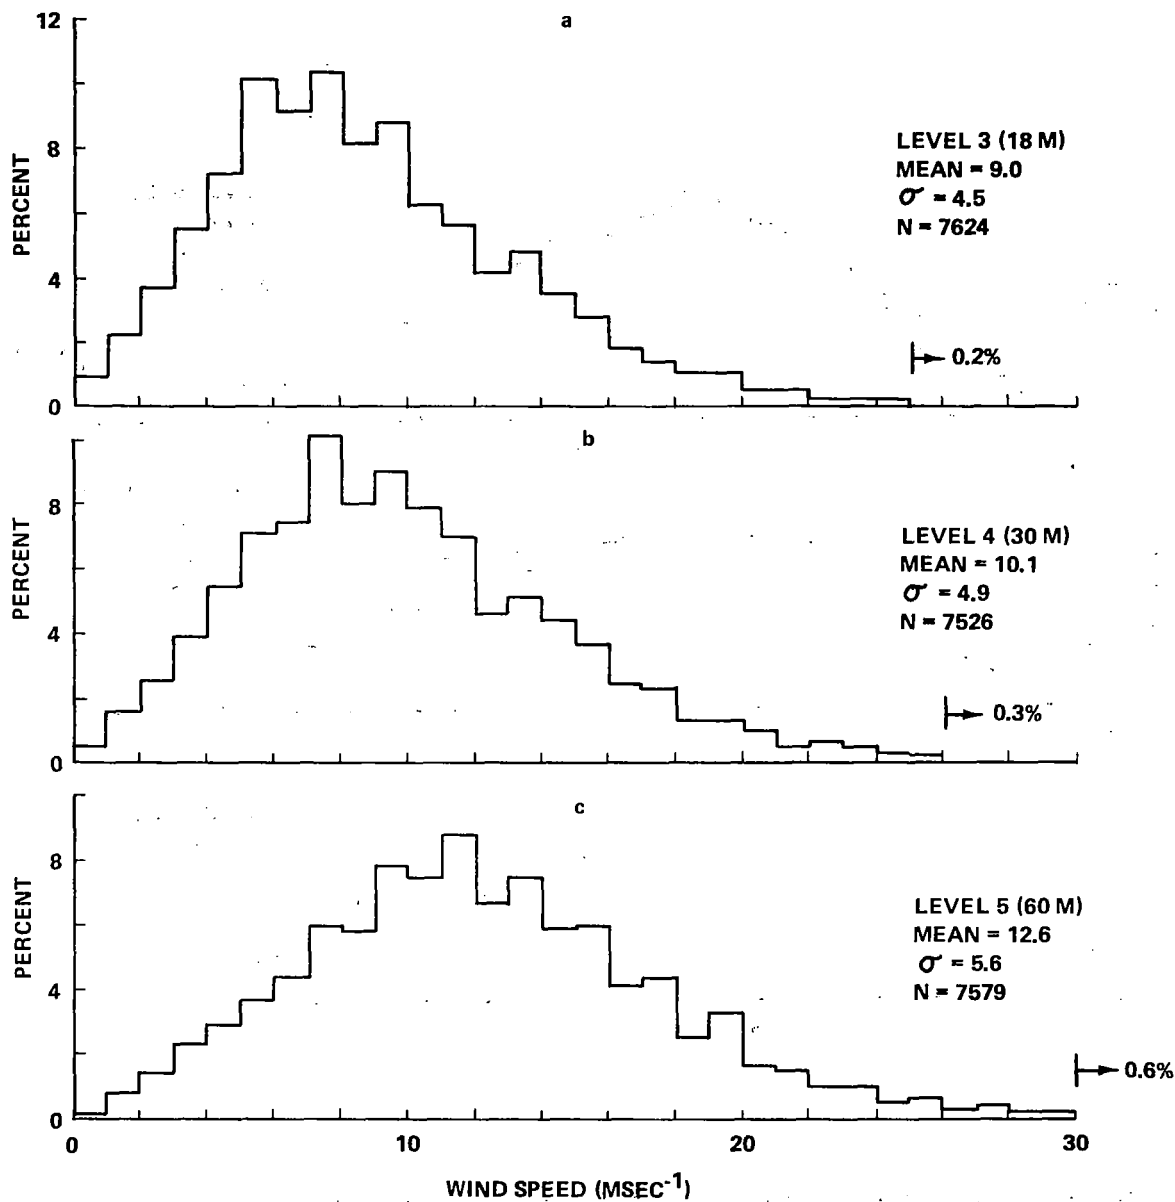 a
12
8
4
0
PERCENT
LEVEL 3 (18 M)
MEAN = 9.0
σ = 4.5
N = 7624
0.2%
b
8
4
0
PERCENT
LEVEL 4 (30 M)
MEAN = 10.1
σ = 4.9
N = 7526
0.3%
c
8
4
0
PERCENT
LEVEL 5 (60 M)
MEAN = 12.6
σ = 5.6
N = 7579
0.6%
0 10 20 30
WIND SPEED (MSEC⁻¹)